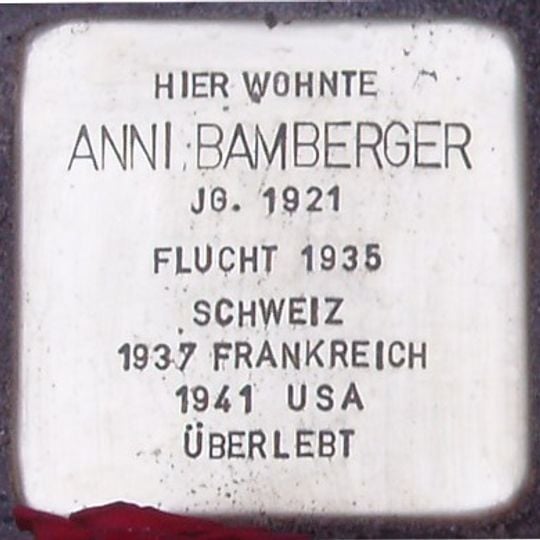 HIER WOHNTE
ANNI BAMBERGER
JG. 1921
FLUCHT 1935
SCHWEIZ
1937 FRANKREICH
1941 USA
ÜBERLEBT